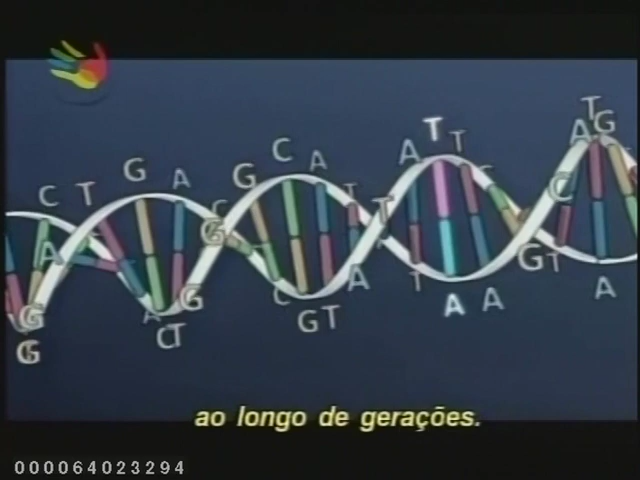 C T G A G C A T A T T T A T G
A C G T T C
G A G C G T A T A A G T A
G C T
ao longo de gerações.
000064023294